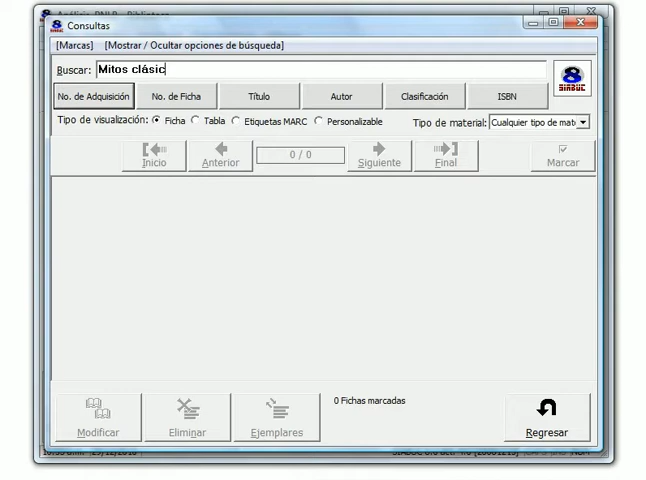 Consultas
[Marcas] [Mostrar / Ocultar opciones de búsqueda]
Buscar: Mitos clásic
8
SIABUC
No. de Adquisición No. de Ficha Título Autor Clasificación ISBN
Tipo de visualización: Ficha Tabla Etiquetas MARC Personalizable Tipo de material: Cualquier tipo de mat
Inicio Anterior 0 / 0 Siguiente Final Marcar
0 Fichas marcadas
Modificar Eliminar Ejemplares Regresar